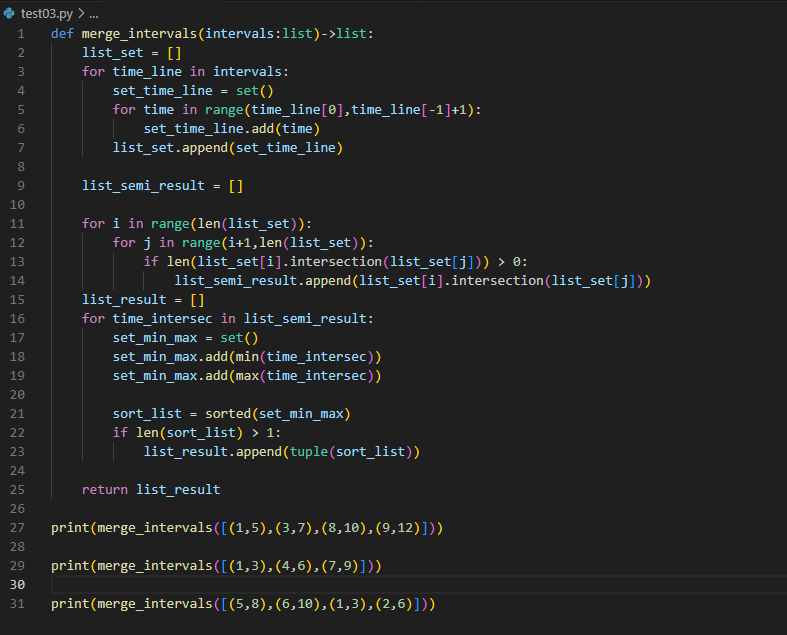 test03.py > ...
1 def merge_intervals(intervals:list)->list:
2     list_set = []
3     for time_line in intervals:
4         set_time_line = set()
5         for time in range(time_line[0],time_line[-1]+1):
6             set_time_line.add(time)
7         list_set.append(set_time_line)
8
9     list_semi_result = []
10
11     for i in range(len(list_set)):
12         for j in range(i+1,len(list_set)):
13             if len(list_set[i].intersection(list_set[j])) > 0:
14                 list_semi_result.append(list_set[i].intersection(list_set[j]))
15     list_result = []
16     for time_intersec in list_semi_result:
17         set_min_max = set()
18         set_min_max.add(min(time_intersec))
19         set_min_max.add(max(time_intersec))
20
21         sort_list = sorted(set_min_max)
22         if len(sort_list) > 1:
23             list_result.append(tuple(sort_list))
24
25     return list_result
26
27 print(merge_intervals([(1,5),(3,7),(8,10),(9,12)]))
28
29 print(merge_intervals([(1,3),(4,6),(7,9)]))
30
31 print(merge_intervals([(5,8),(6,10),(1,3),(2,6)]))